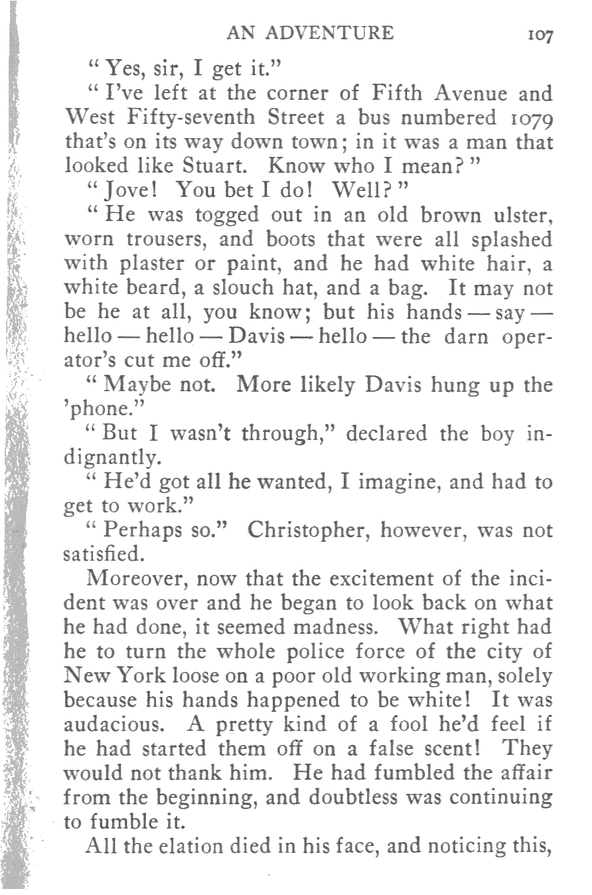 AN ADVENTURE 107
“ Yes, sir, I get it.”
“ I've left at the corner of Fifth Avenue and
West Fifty-seventh Street a bus numbered 1079
that's on its way down town; in it was a man that
looked like Stuart. Know who I mean? ”
“ Jove! You bet I do! Well? ”
“ He was togged out in an old brown ulster,
worn trousers, and boots that were all splashed
with plaster or paint, and he had white hair, a
white beard, a slouch hat, and a bag. It may not
be he at all, you know; but his hands — say —
hello — hello — Davis — hello — the darn oper-
ator's cut me off.”
“ Maybe not. More likely Davis hung up the
'phone.”
“ But I wasn't through,” declared the boy in-
dignantly.
“ He'd got all he wanted, I imagine, and had to
get to work.”
“ Perhaps so.” Christopher, however, was not
satisfied.
Moreover, now that the excitement of the inci-
dent was over and he began to look back on what
he had done, it seemed madness. What right had
he to turn the whole police force of the city of
New York loose on a poor old working man, solely
because his hands happened to be white! It was
audacious. A pretty kind of a fool he'd feel if
he had started them off on a false scent! They
would not thank him. He had fumbled the affair
from the beginning, and doubtless was continuing
to fumble it.
All the elation died in his face, and noticing this,